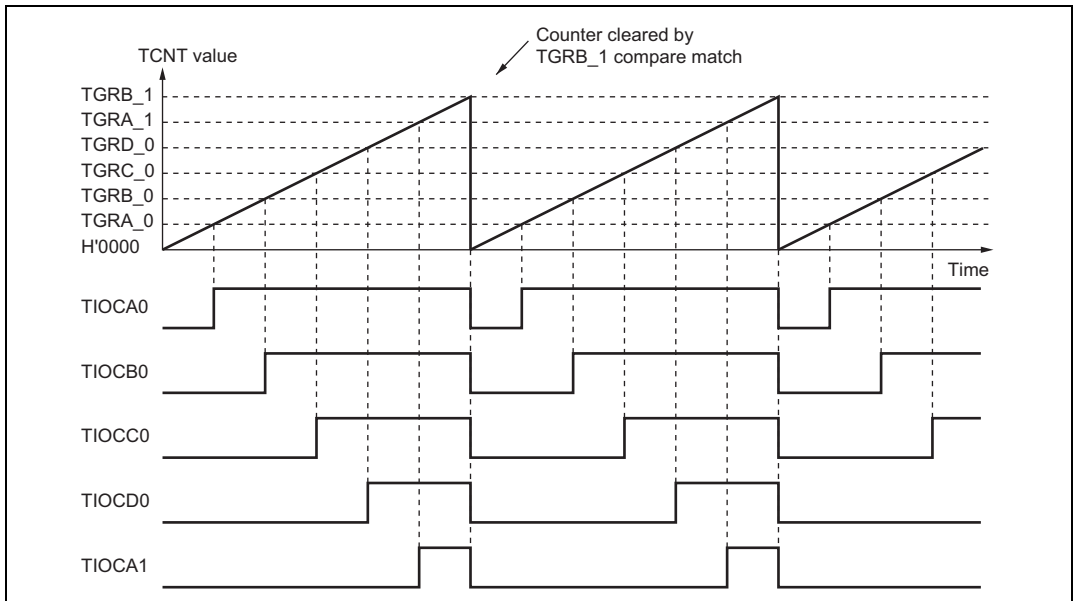 Counter cleared by
TGRB_1 compare match
TCNT value
TGRB_1
TGRA_1
TGRD_0
TGRC_0
TGRB_0
TGRA_0
H'0000
Time
TIOCA0
TIOCB0
TIOCC0
TIOCD0
TIOCA1